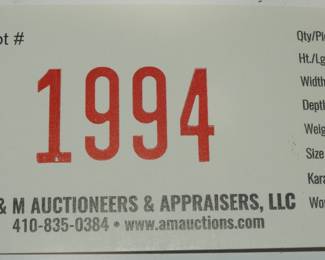 ot #
1994
& M AUCTIONEERS & APPRAISERS, LLC
410-835-0384 • www.amauctions.com
Qty/Pi
Ht./Lg
Width
Depth
Weig
Size
Kara
Wo